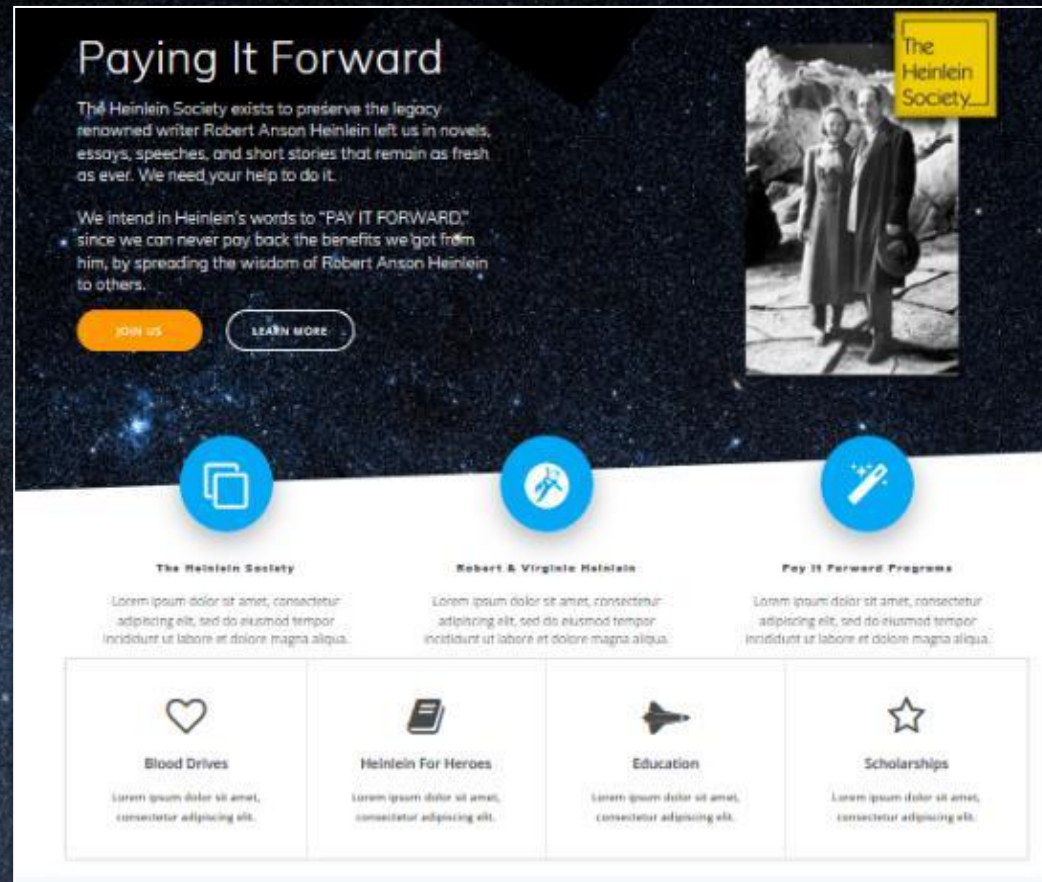 Paying It Forward
The Heinlein Society exists to preserve the legacy
renowned writer Robert Anson Heinlein left us in novels,
essays, speeches, and short stories that remain as fresh
as ever. We need your help to do it.
We intend in Heinlein's words to "PAY IT FORWARD,"
since we can never pay back the benefits we got from
him, by spreading the wisdom of Robert Anson Heinlein
to others.
JOIN US
LEARN MORE
The
Heinlein
Society
The Heinlein Society
Lorem ipsum dolor sit amet, consectetur
adipiscing elit, sed do eiusmod tempor
incididunt ut labore et dolore magna aliqua.
Robert & Virginia Heinlein
Lorem ipsum dolor sit amet, consectetur
adipiscing elit, sed do eiusmod tempor
incididunt ut labore et dolore magna aliqua.
Pay It Forward Programs
Lorem ipsum dolor sit amet, consectetur
adipiscing elit, sed do eiusmod tempor
incididunt ut labore et dolore magna aliqua.
Blood Drives
Lorem ipsum dolor sit amet,
consectetur adipiscing elit.
Heinlein For Heroes
Lorem ipsum dolor sit amet,
consectetur adipiscing elit.
Education
Lorem ipsum dolor sit amet,
consectetur adipiscing elit.
Scholarships
Lorem ipsum dolor sit amet,
consectetur adipiscing elit.